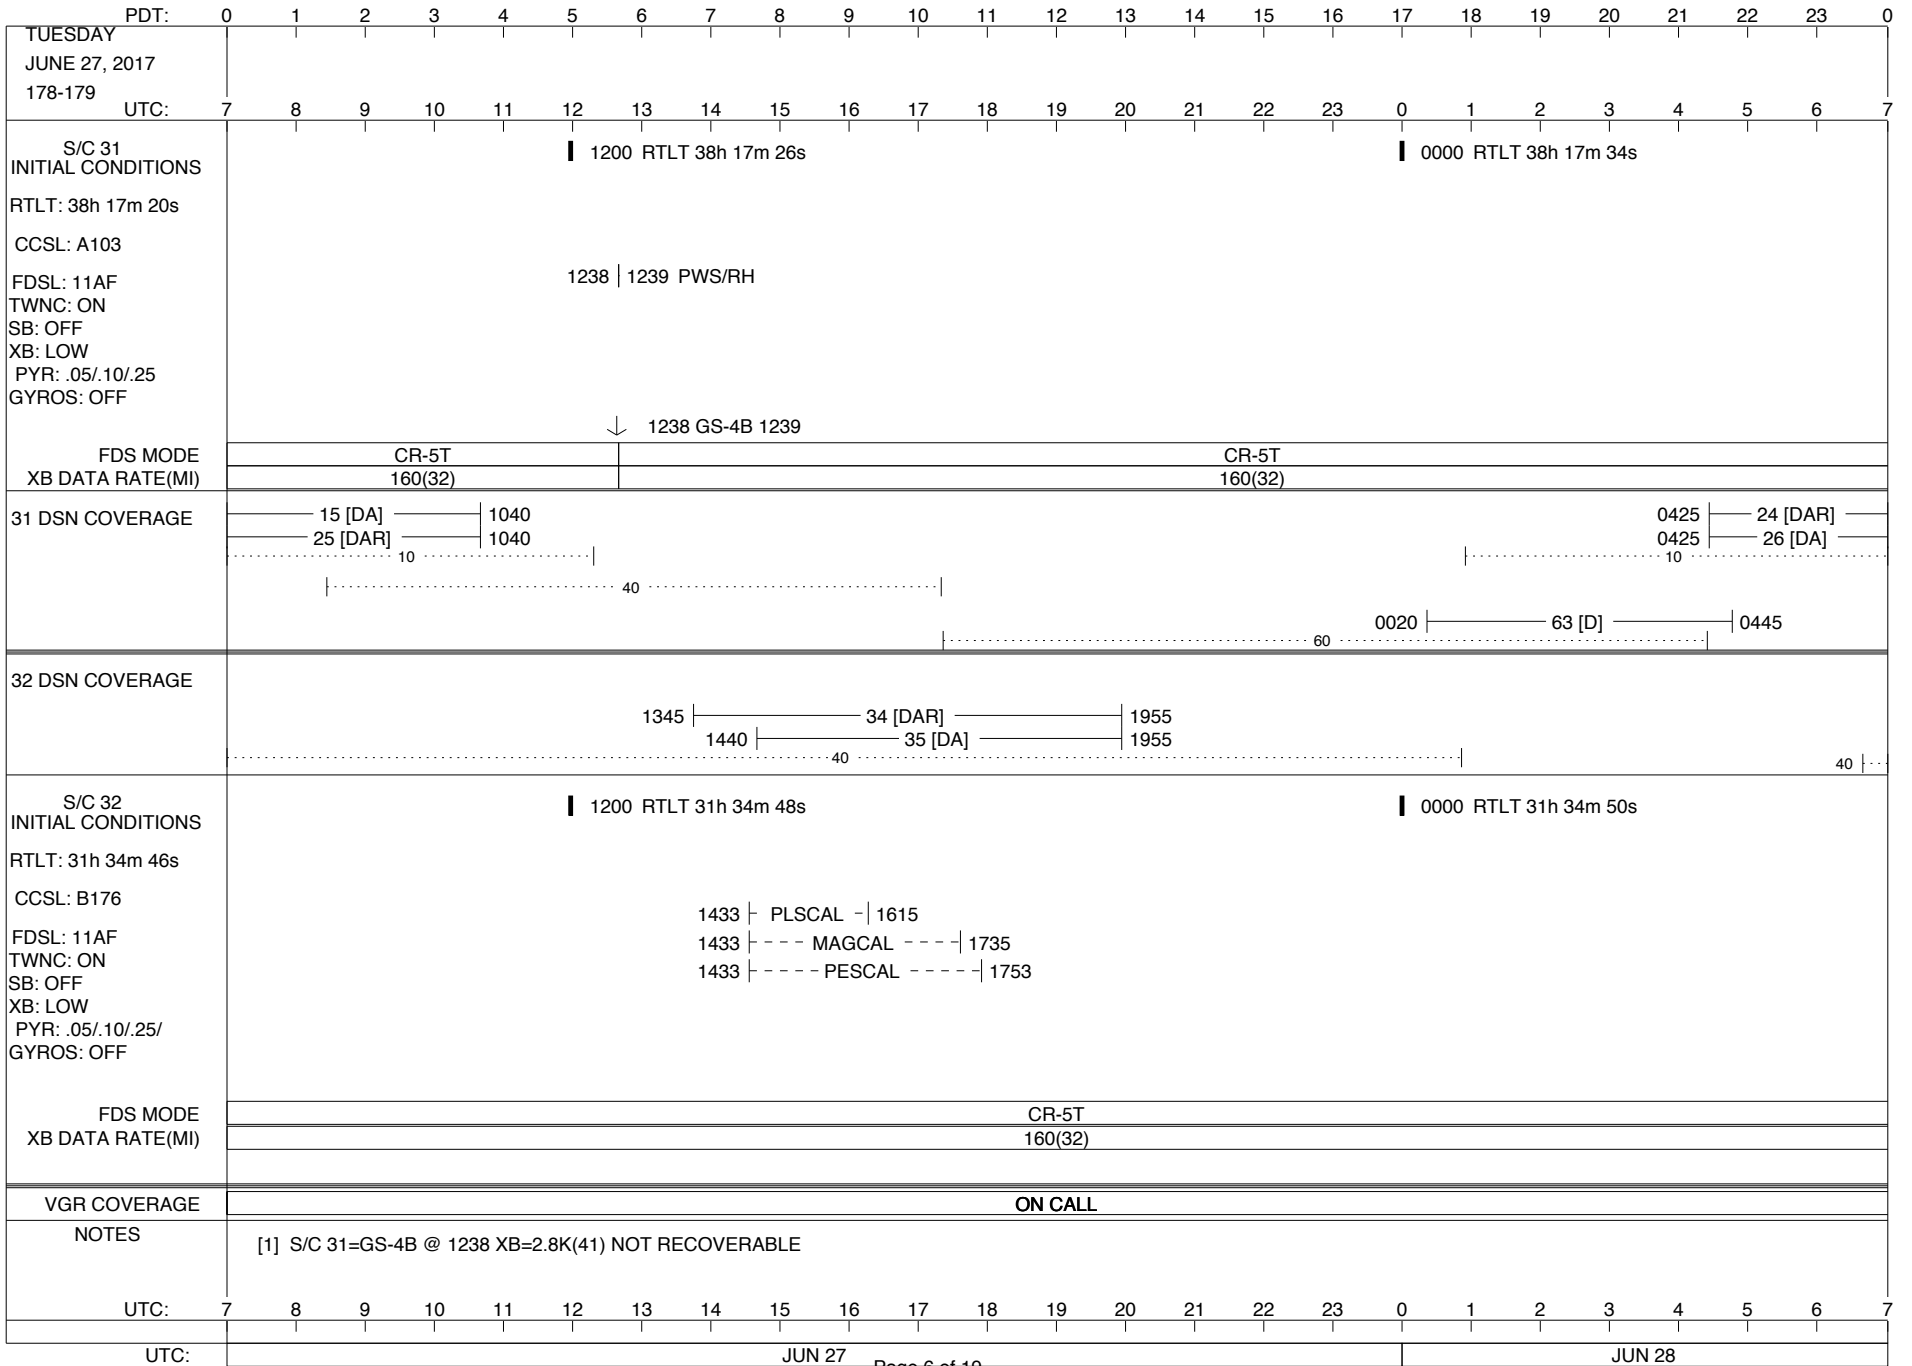 PDT: 0 1 2 3 4 5 6 7 8 9 10 11 12 13 14 15 16 17 18 19 20 21 22 23 0
TUESDAY
JUNE 27, 2017
178-179
UTC: 7 8 9 10 11 12 13 14 15 16 17 18 19 20 21 22 23 0 1 2 3 4 5 6 7
S/C 31
INITIAL CONDITIONS
1200 RTLT 38h 17m 26s
0000 RTLT 38h 17m 34s
RTLT: 38h 17m 20s
CCSL: A103
FDSL: 11AF
1238 1239 PWS/RH
TWNC: ON
SB: OFF
XB: LOW
PYR: .05/.10/.25
GYROS: OFF
1238 GS-4B 1239
FDS MODE CR-5T CR-5T
XB DATA RATE(MI) 160(32) 160(32)
31 DSN COVERAGE
15 [DA] 1040 0425 24 [DAR]
25 [DAR] 1040 0425 26 [DA]
10 10
40
0020 63 [D] 0445
60
32 DSN COVERAGE
1345 34 [DAR] 1955
1440 35 [DA] 1955
40 40
S/C 32
INITIAL CONDITIONS
1200 RTLT 31h 34m 48s
0000 RTLT 31h 34m 50s
RTLT: 31h 34m 46s
CCSL: B176
1433 PLSCAL 1615
FDSL: 11AF
1433 MAGCAL 1735
TWNC: ON
1433 PESCAL 1753
SB: OFF
XB: LOW
PYR: .05/.10/.25/
GYROS: OFF
FDS MODE CR-5T
XB DATA RATE(MI) 160(32)
VGR COVERAGE ON CALL
NOTES
[1] S/C 31=GS-4B @ 1238 XB=2.8K(41) NOT RECOVERABLE
UTC: 7 8 9 10 11 12 13 14 15 16 17 18 19 20 21 22 23 0 1 2 3 4 5 6 7
UTC: JUN 27 JUN 28
Page 6 of 19